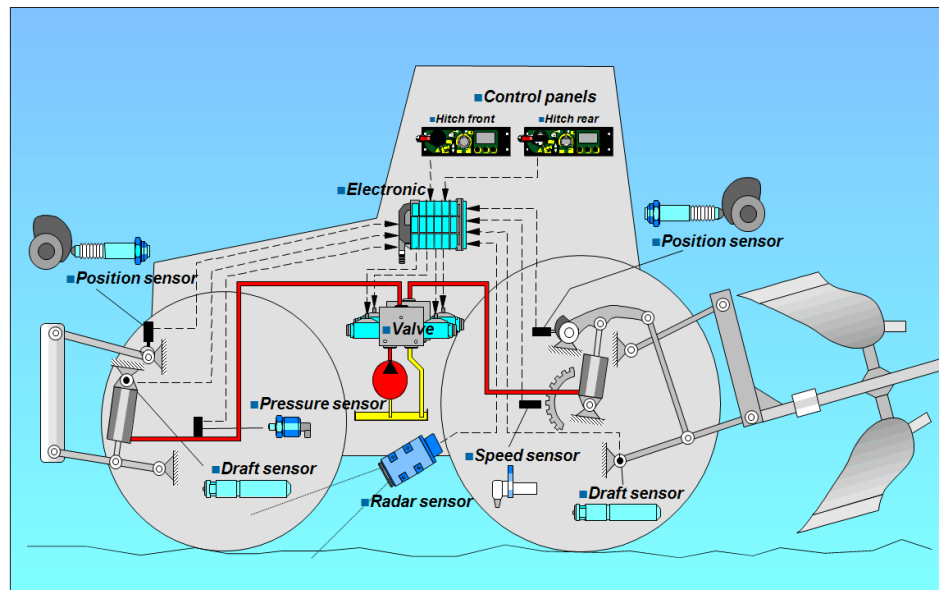 ■Control panels
■Hitch front
■Hitch rear
■Electronic
■Position sensor
■Position sensor
■Valve
■Pressure sensor
■Draft sensor
■Speed sensor
■Radar sensor
■Draft sensor